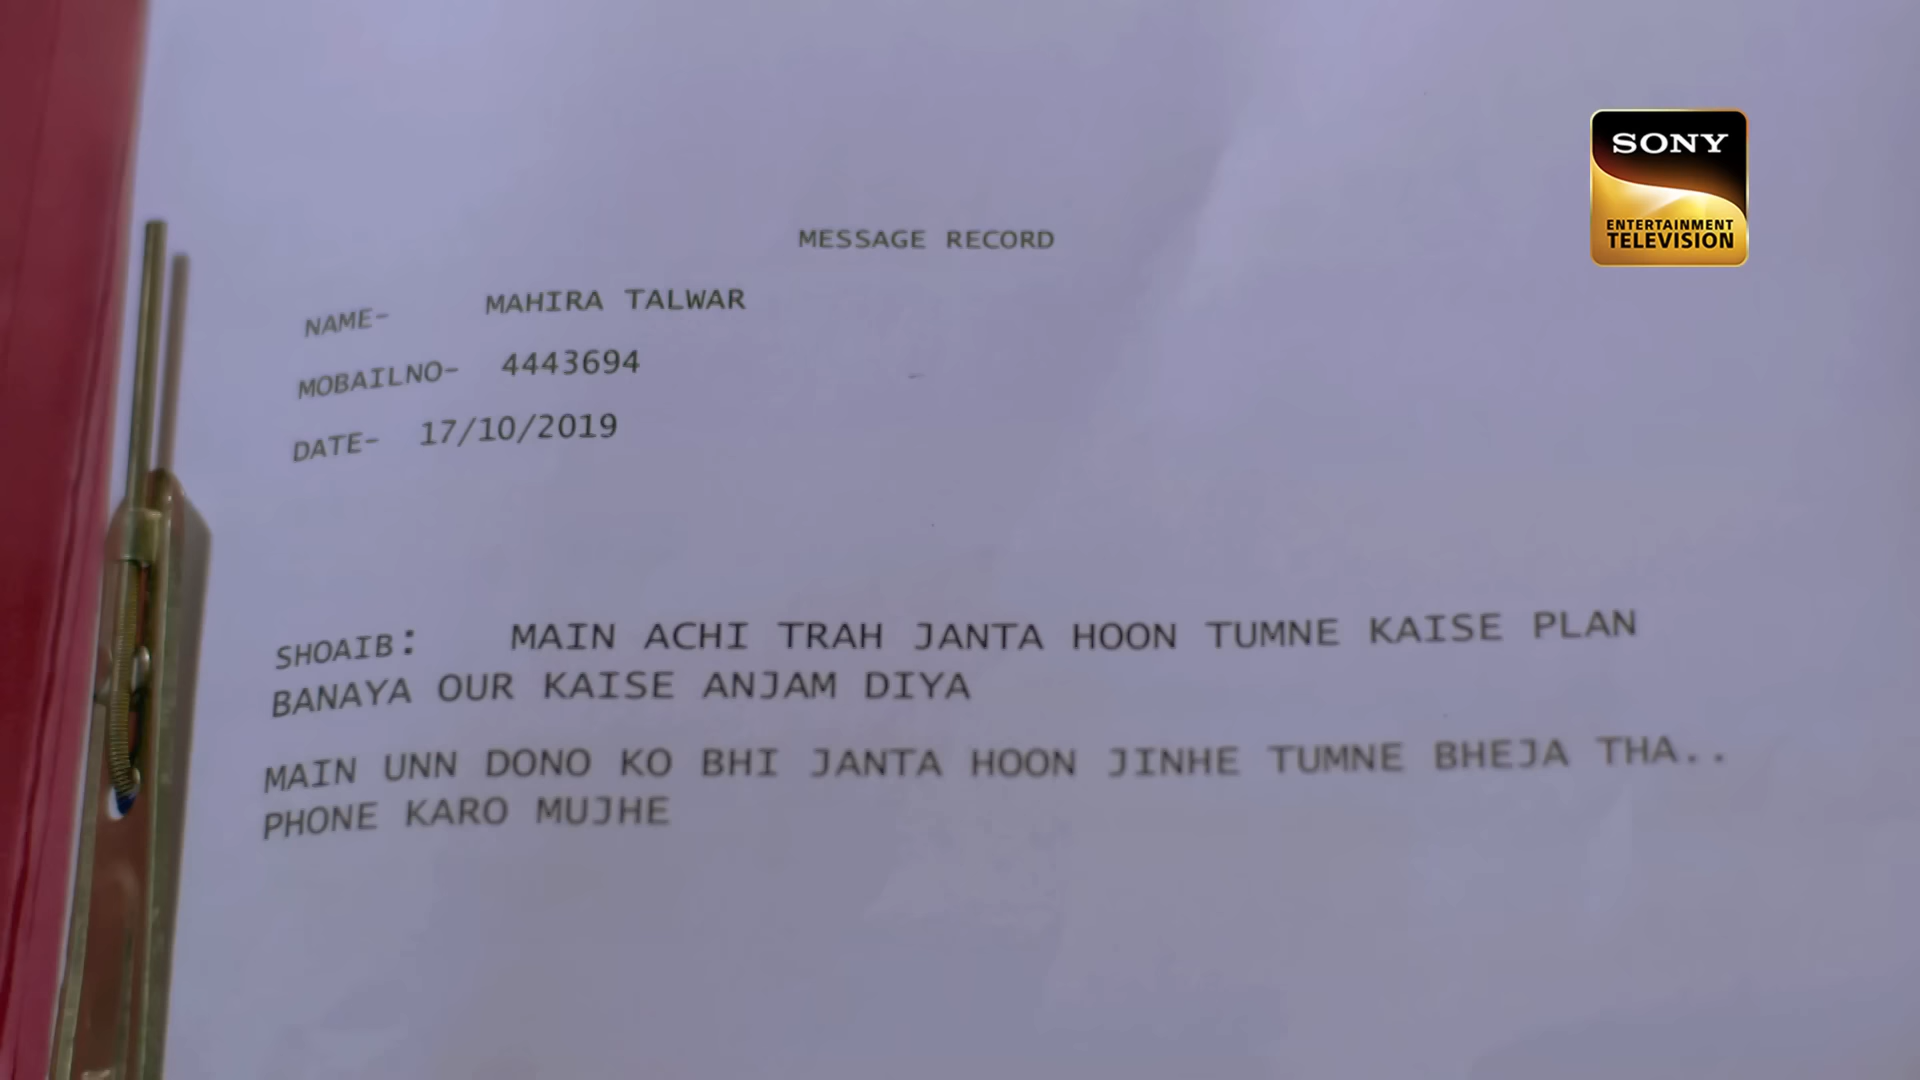 SONY
ENTERTAINMENT
TELEVISION
MESSAGE RECORD
NAME- MAHIRA TALWAR
MOBAILNO- 4443694
DATE- 17/10/2019
SHOAIB: MAIN ACHI TRAH JANTA HOON TUMNE KAISE PLAN
BANAYA OUR KAISE ANJAM DIYA
MAIN UNN DONO KO BHI JANTA HOON JINHE TUMNE BHEJA THA..
PHONE KARO MUJHE